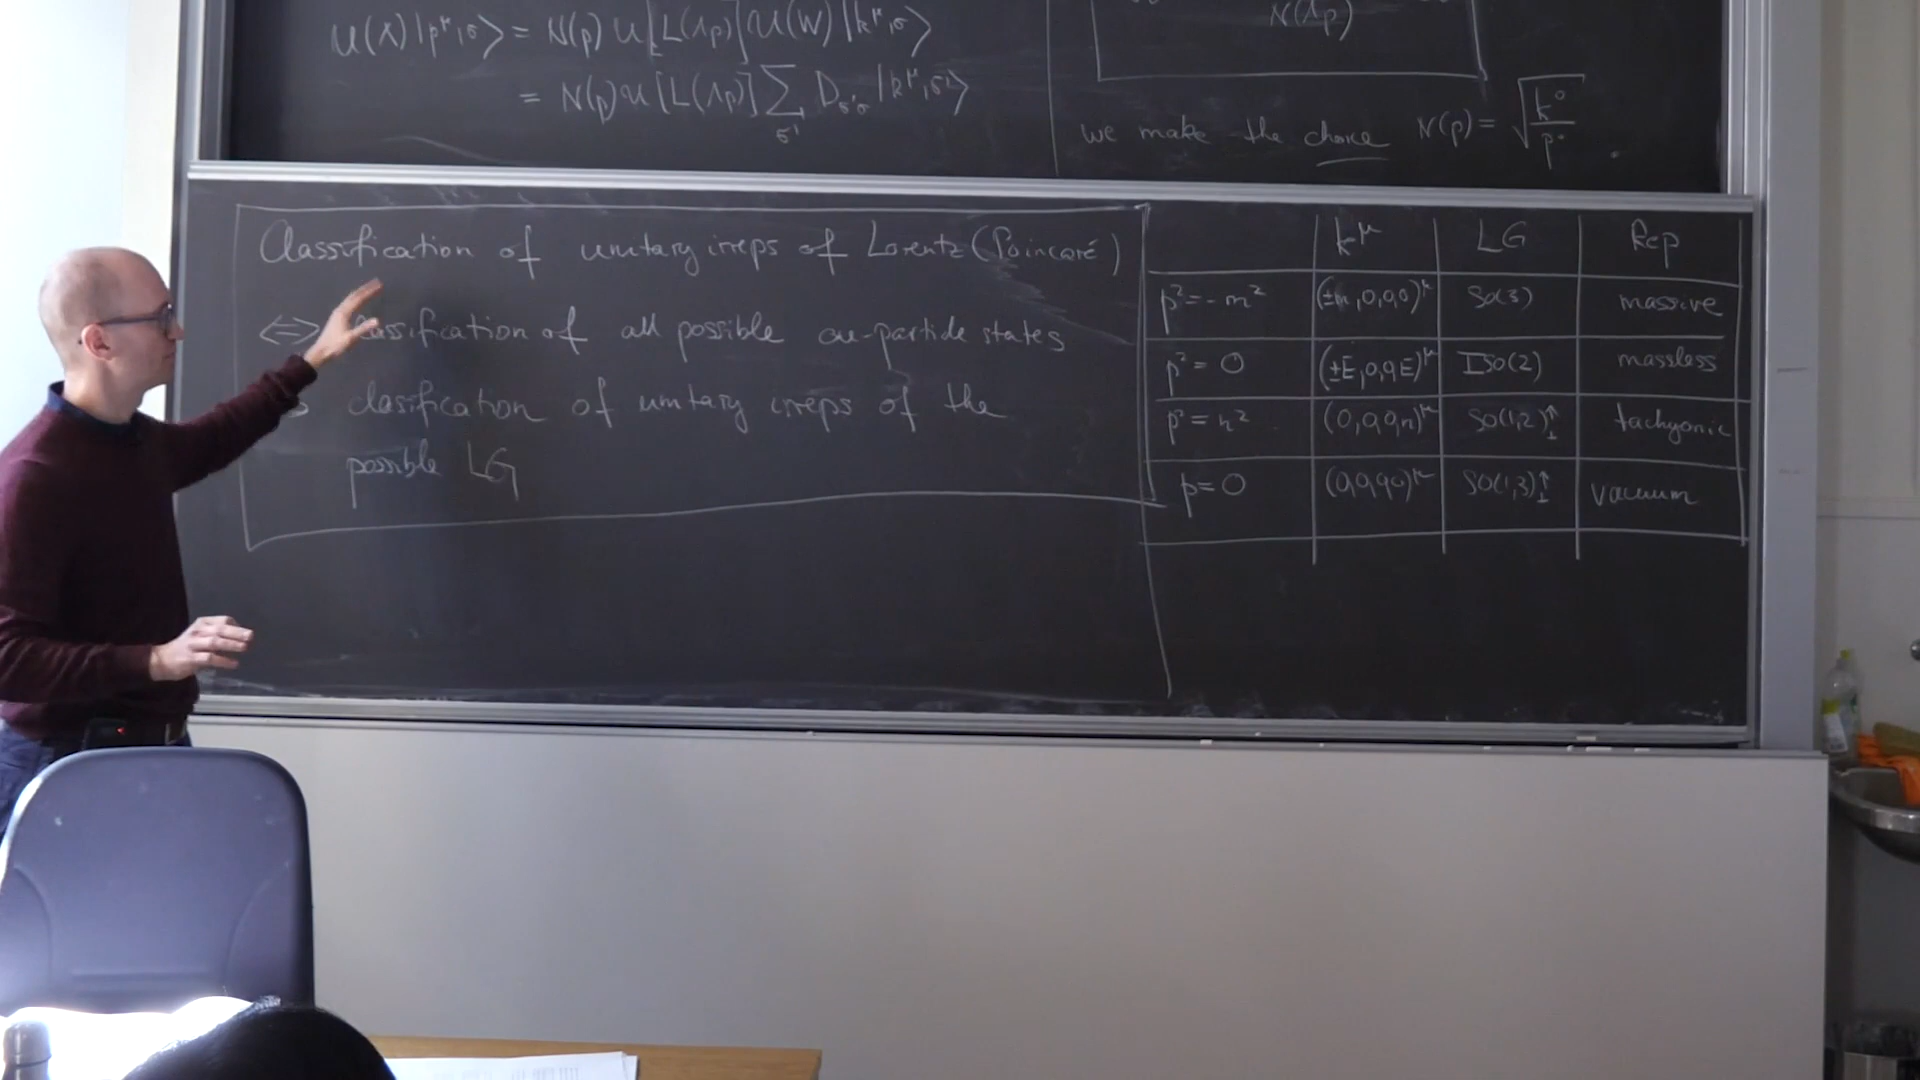 U(Λ)|p^μ,σ⟩ = N(p) U[L(Λp)] U(W) |k^μ,σ⟩
= N(p) U[L(Λp)] Σ_σ' D_σ'σ |k^μ,σ'⟩
N(Λp)
we make the choice N(p) = √(k⁰/p⁰) .
Classification of unitary irreps of Lorentz (Poincaré)
⟺ classification of all possible one-particle states
clasification of unitary irreps of the
possible LG
k^μ LG Rep
p² = -m² (±m,0,0,0)^μ SO(3) massive
p² = 0 (±E,0,0,E)^μ ISO(2) massless
p² = n² (0,0,0,n)^μ SO(1,2)↑₊ tachyonic
p = 0 (0,0,0,0)^μ SO(1,3)↑₊ vacuum